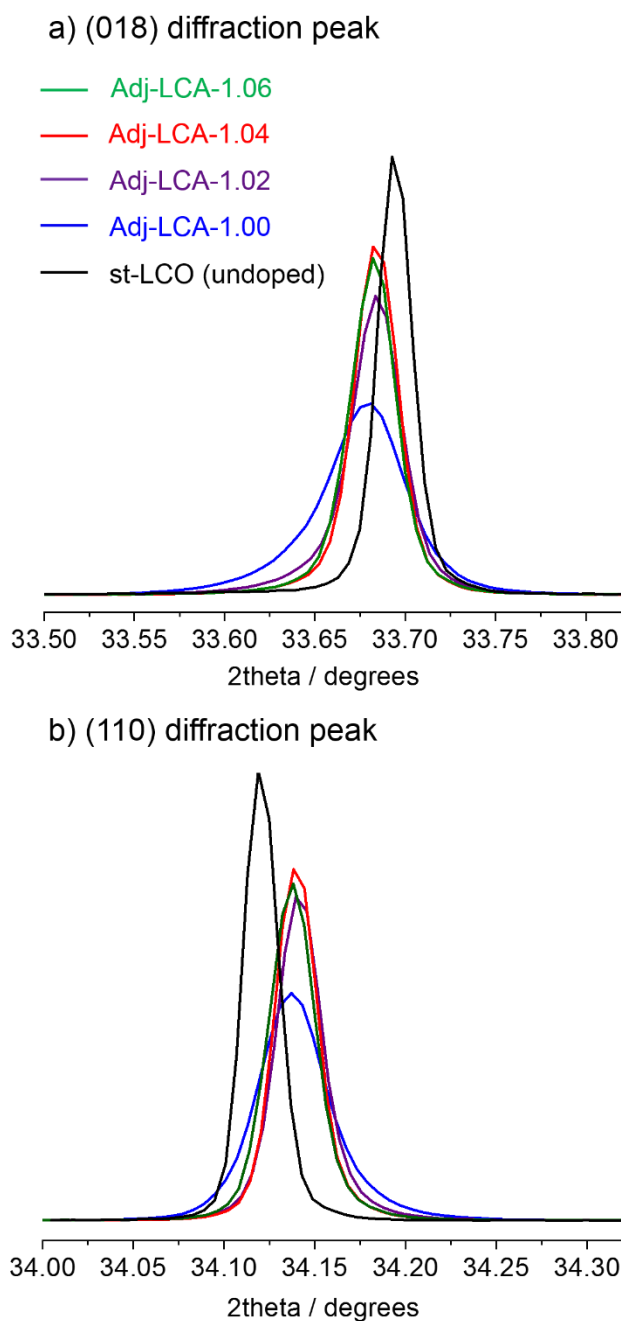 a) (018) diffraction peak
Adj-LCA-1.06
Adj-LCA-1.04
Adj-LCA-1.02
Adj-LCA-1.00
st-LCO (undoped)
33.50 33.55 33.60 33.65 33.70 33.75 33.80
2theta / degrees
b) (110) diffraction peak
34.00 34.05 34.10 34.15 34.20 34.25 34.30
2theta / degrees